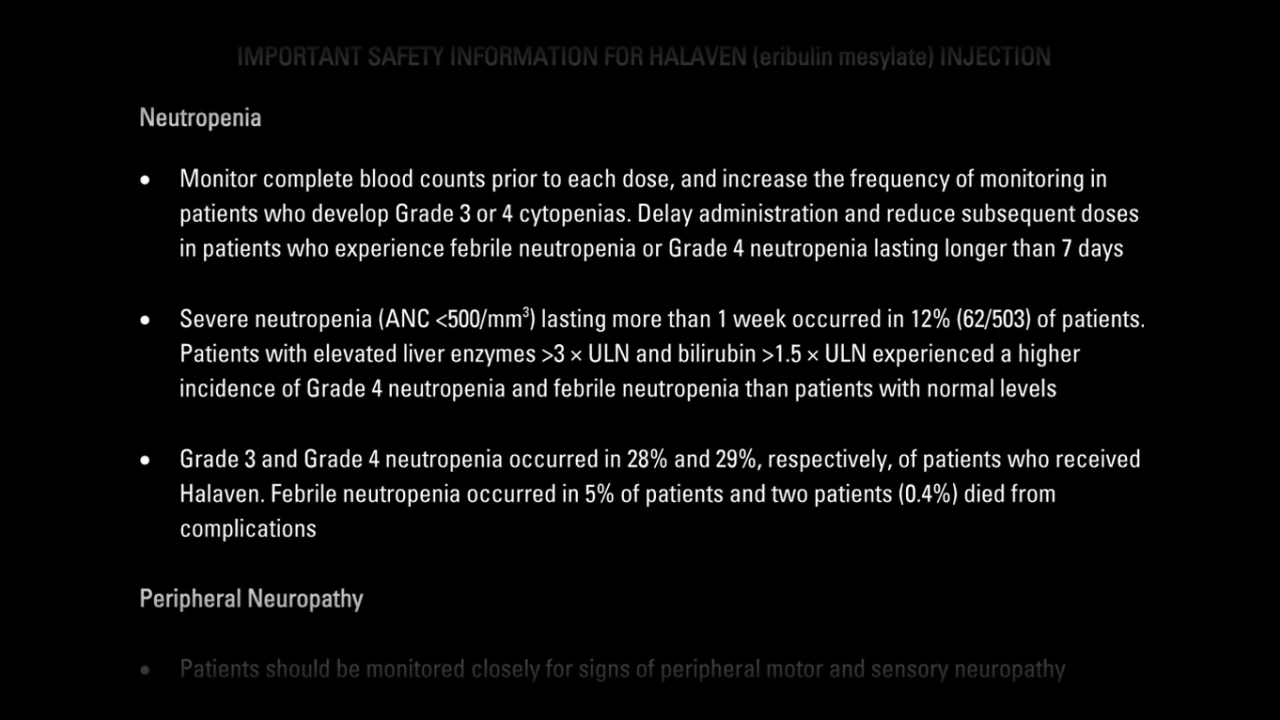 IMPORTANT SAFETY INFORMATION FOR HALAVEN (eribulin mesylate) INJECTION
Neutropenia
• Monitor complete blood counts prior to each dose, and increase the frequency of monitoring in
patients who develop Grade 3 or 4 cytopenias. Delay administration and reduce subsequent doses
in patients who experience febrile neutropenia or Grade 4 neutropenia lasting longer than 7 days
• Severe neutropenia (ANC <500/mm³) lasting more than 1 week occurred in 12% (62/503) of patients.
Patients with elevated liver enzymes >3 × ULN and bilirubin >1.5 × ULN experienced a higher
incidence of Grade 4 neutropenia and febrile neutropenia than patients with normal levels
• Grade 3 and Grade 4 neutropenia occurred in 28% and 29%, respectively, of patients who received
Halaven. Febrile neutropenia occurred in 5% of patients and two patients (0.4%) died from
complications
Peripheral Neuropathy
• Patients should be monitored closely for signs of peripheral motor and sensory neuropathy